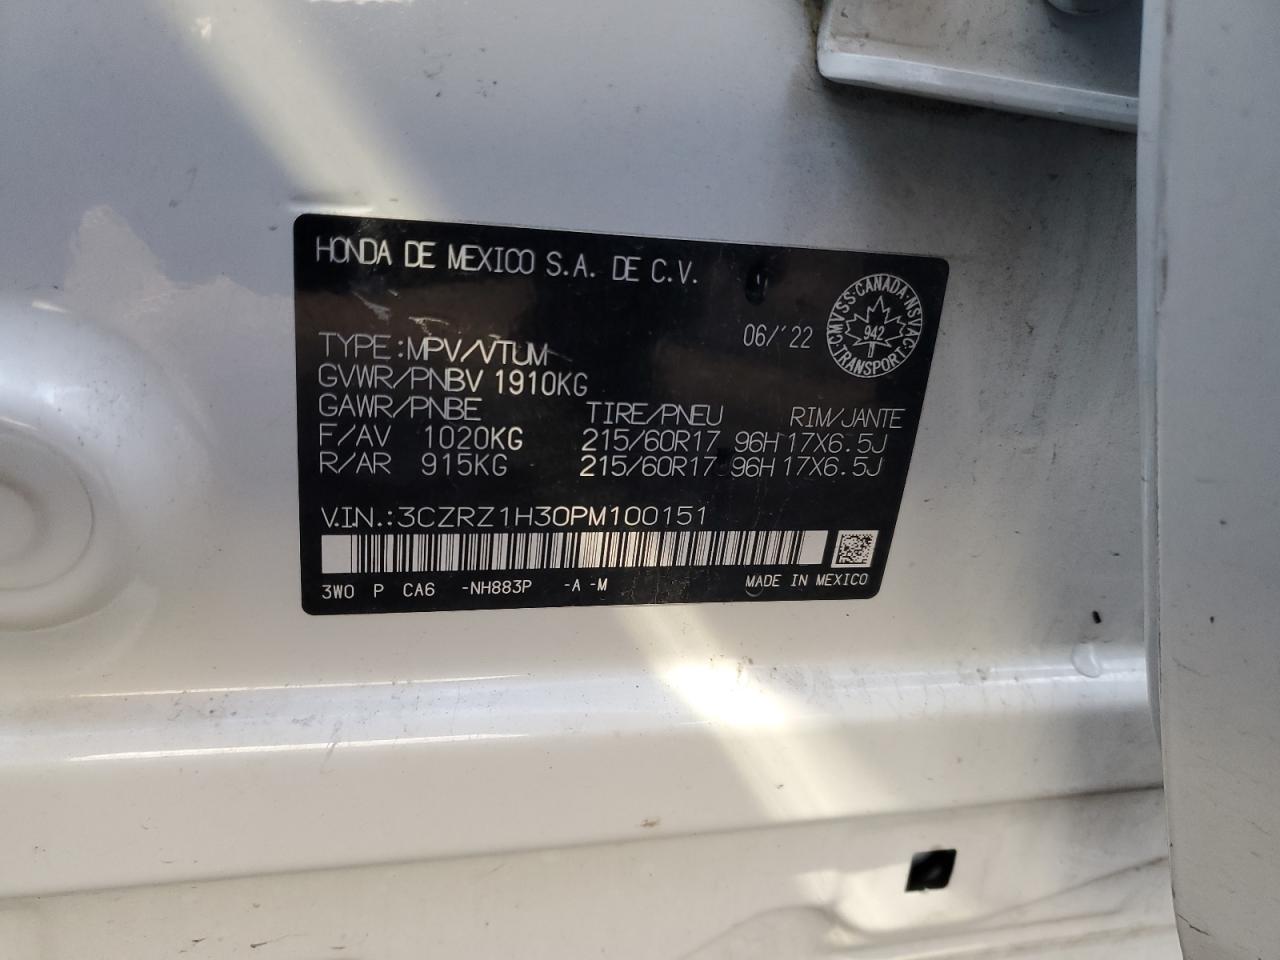 HONDA DE MEXICO S.A. DE C.V.
CMVSS·CANADA·NSVAC
942
TRANSPORT
06/'22
TYPE:MPV/VTUM
GVWR/PNBV 1910KG
GAWR/PNBE TIRE/PNEU RIM/JANTE
F/AV 1020KG 215/60R17 96H 17X6.5J
R/AR 915KG 215/60R17 96H 17X6.5J
V.I.N.:3CZRZ1H30PM100151
3W0 P CA6 -NH883P -A -M MADE IN MEXICO